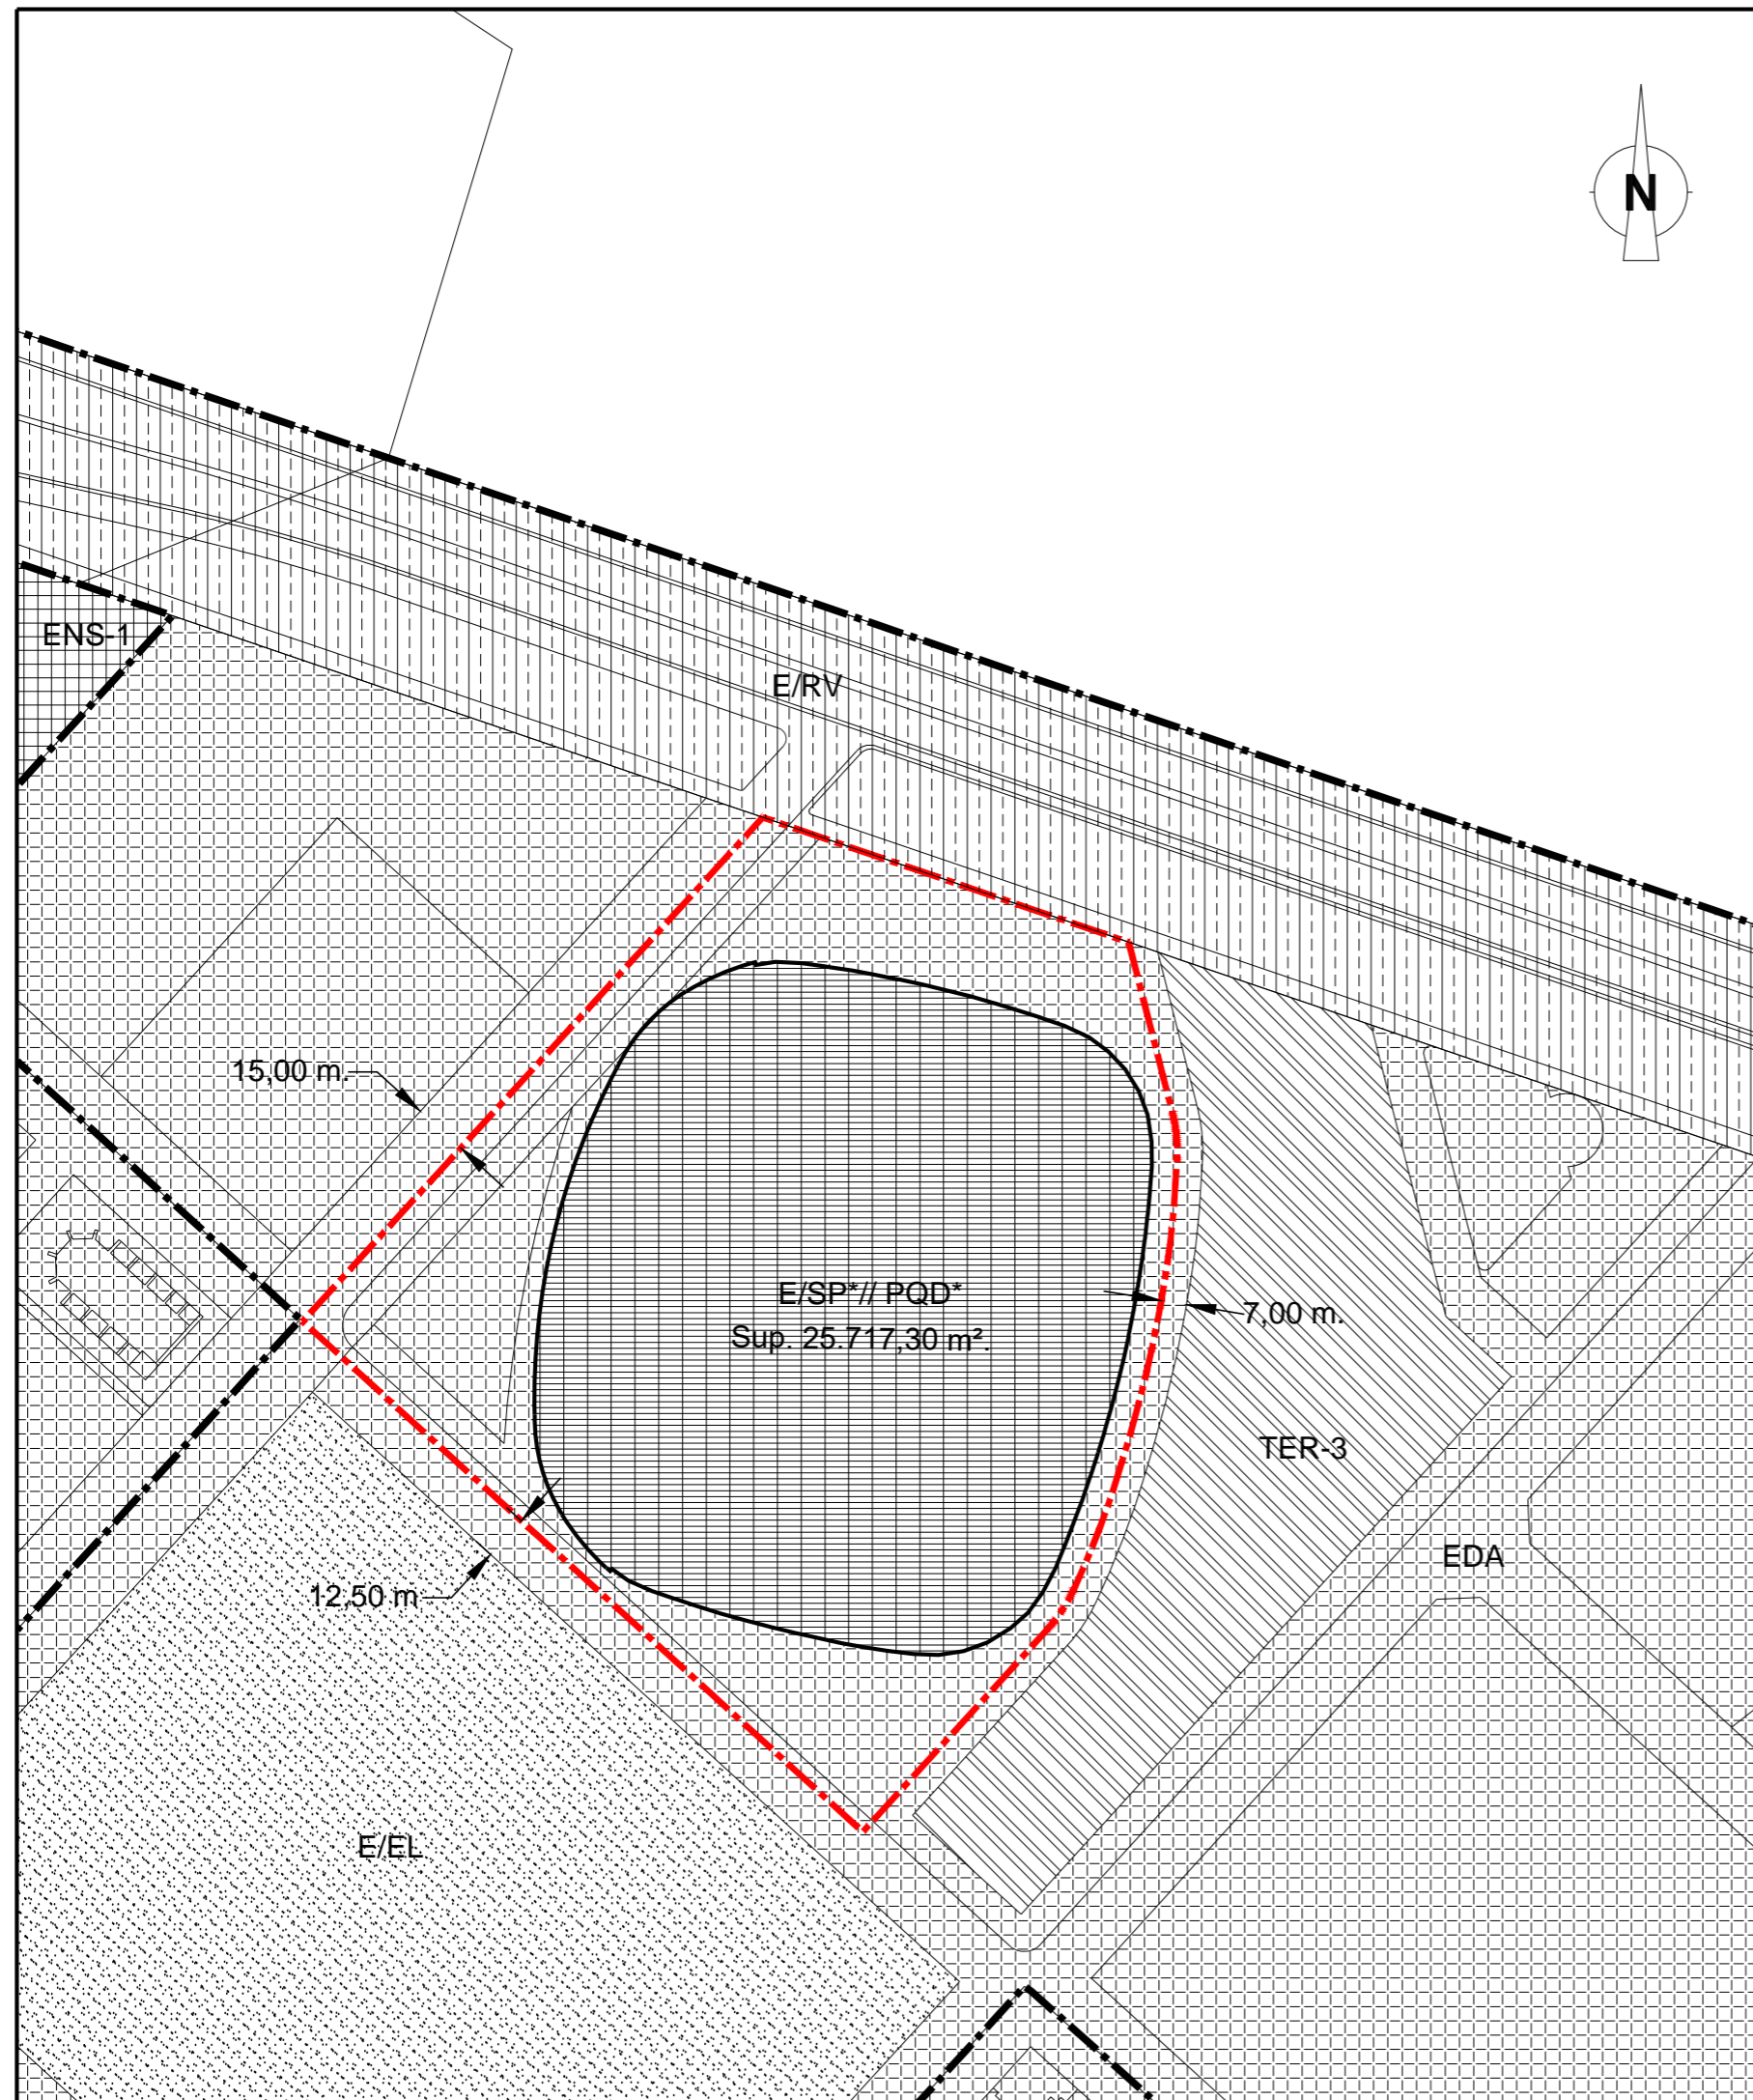 N
ENS-1
E/RV
15,00 m.
E/SP*// PQD*
Sup. 25.717,30 m².
7,00 m.
TER-3
EDA
12,50 m
E/EL